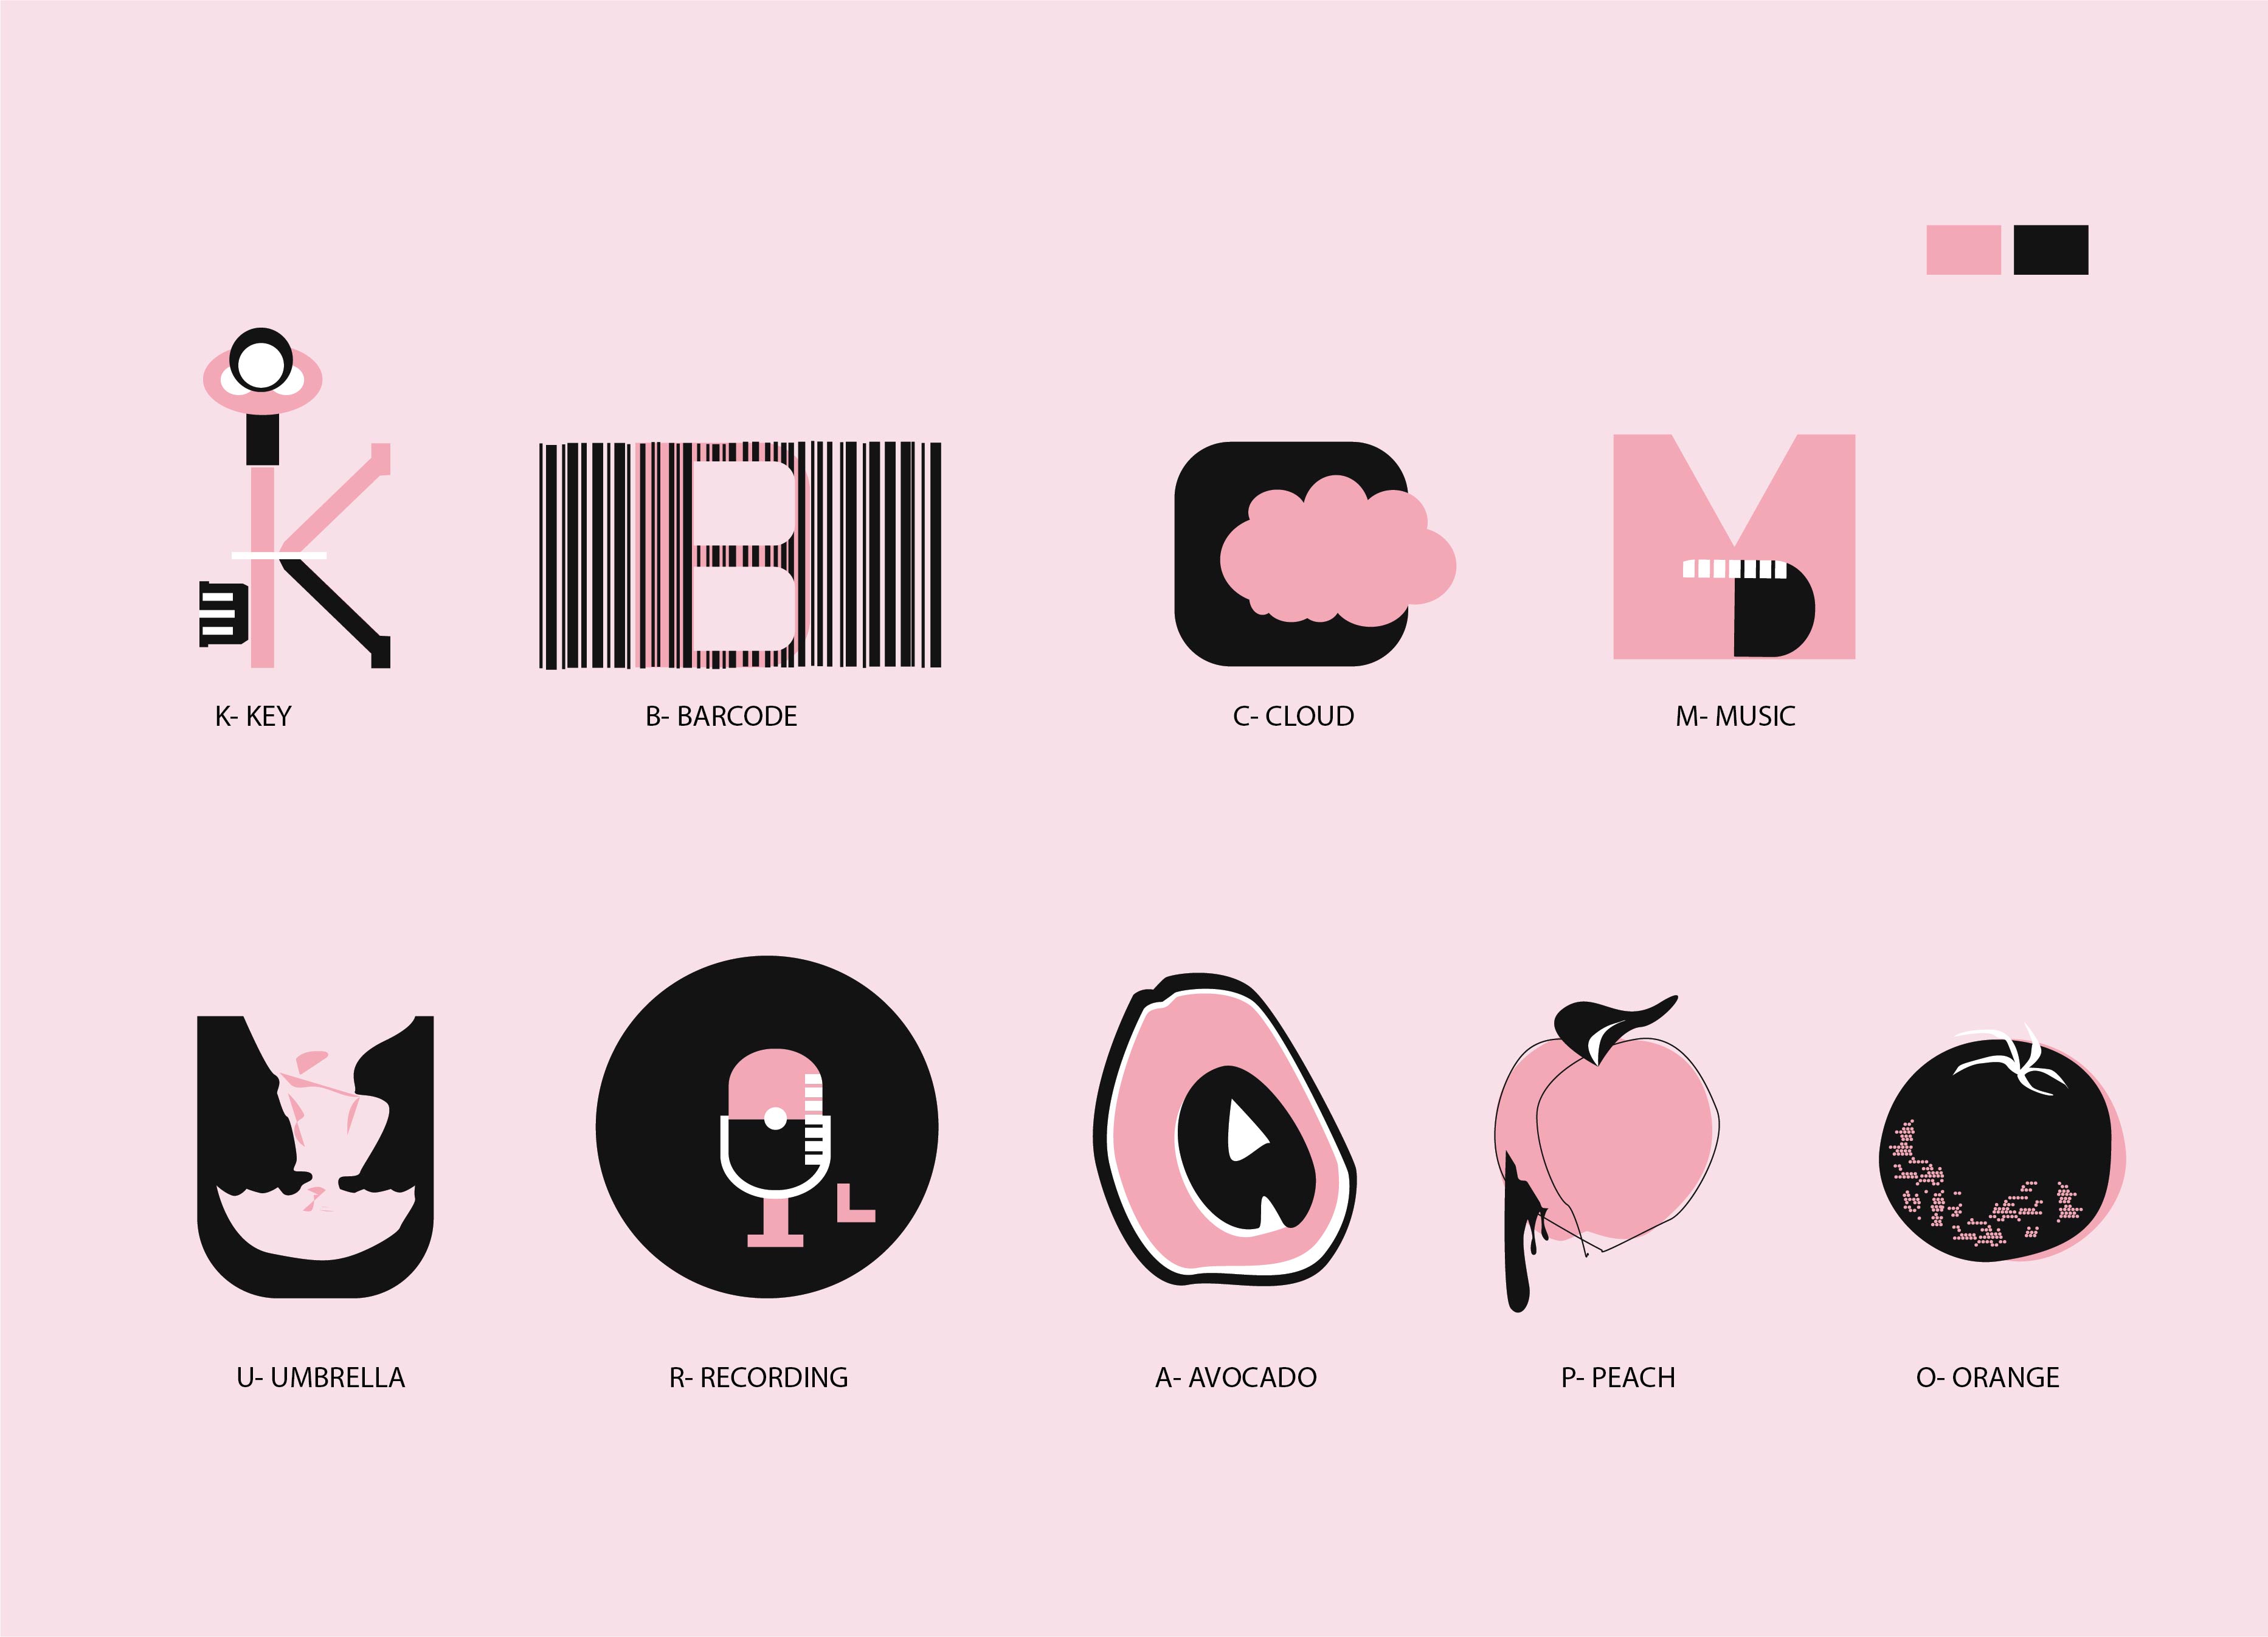 K- KEY
B- BARCODE
C- CLOUD
M- MUSIC
U- UMBRELLA
R- RECORDING
A- AVOCADO
P- PEACH
O- ORANGE